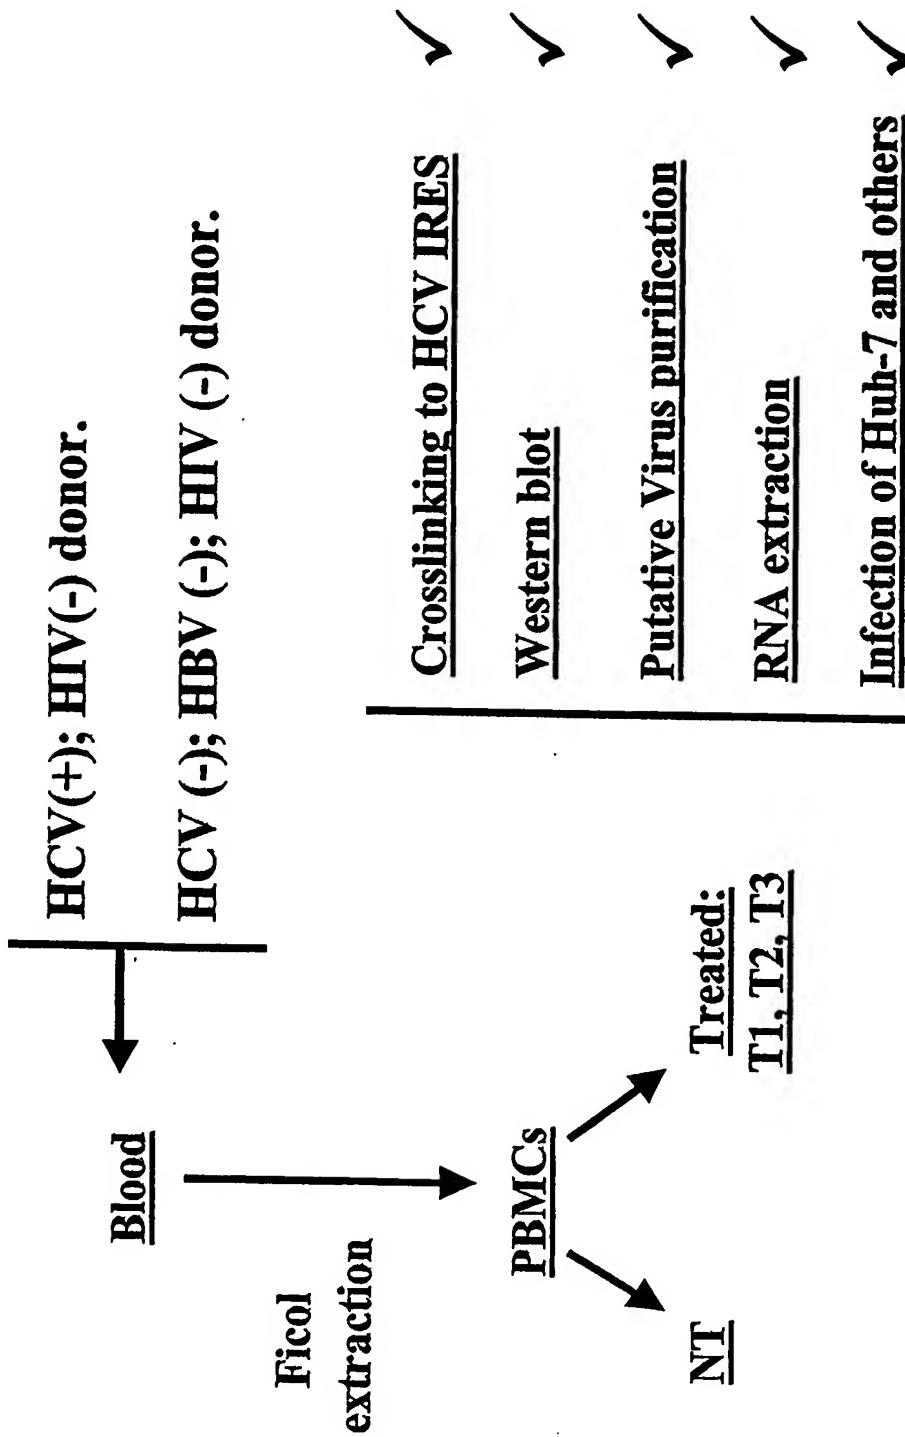 HCV(+); HIV(-) donor.
HCV (-); HBV (-); HIV (-) donor.
Blood
Ficol
extraction
PBMCs
NT
Treated:
T1, T2, T3
Crosslinking to HCV IRES ✓
Western blot ✓
Putative Virus purification ✓
RNA extraction ✓
Infection of Huh-7 and others ✓